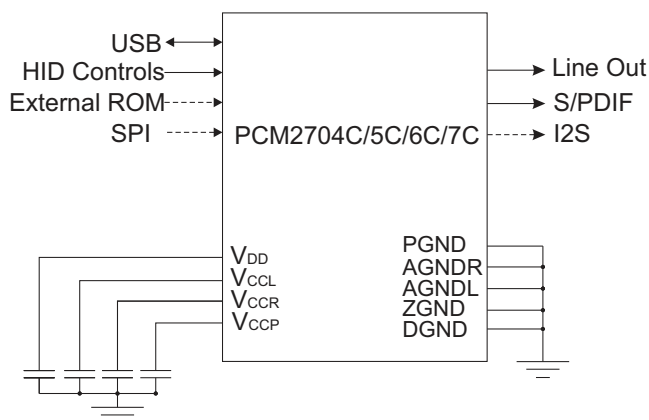 USB
HID Controls
External ROM
SPI
PCM2704C/5C/6C/7C
Line Out
S/PDIF
I2S
VDD
VCCL
VCCR
VCCP
PGND
AGNDR
AGNDL
ZGND
DGND